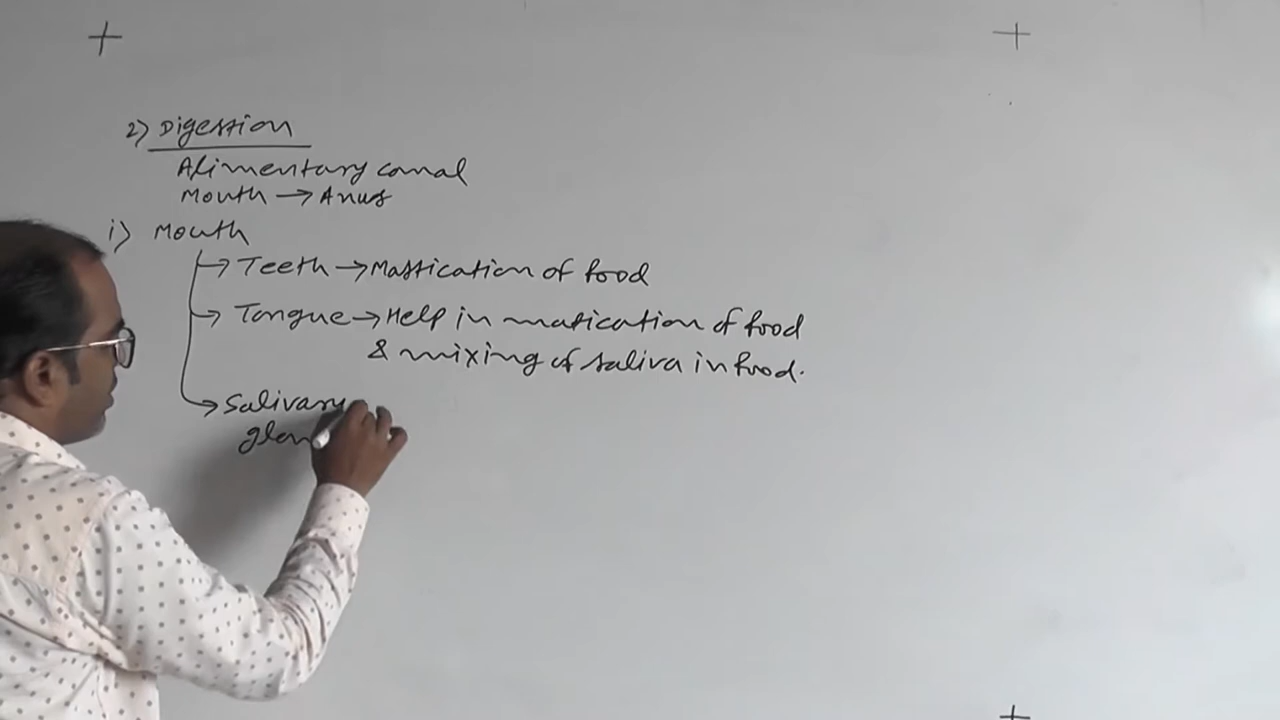 2) Digestion
Alimentary canal
Mouth → Anus
i) Mouth
→ Teeth → Mastication of food
→ Tongue → Help in matication of food
& mixing of saliva in food.
→ Salivary
glan